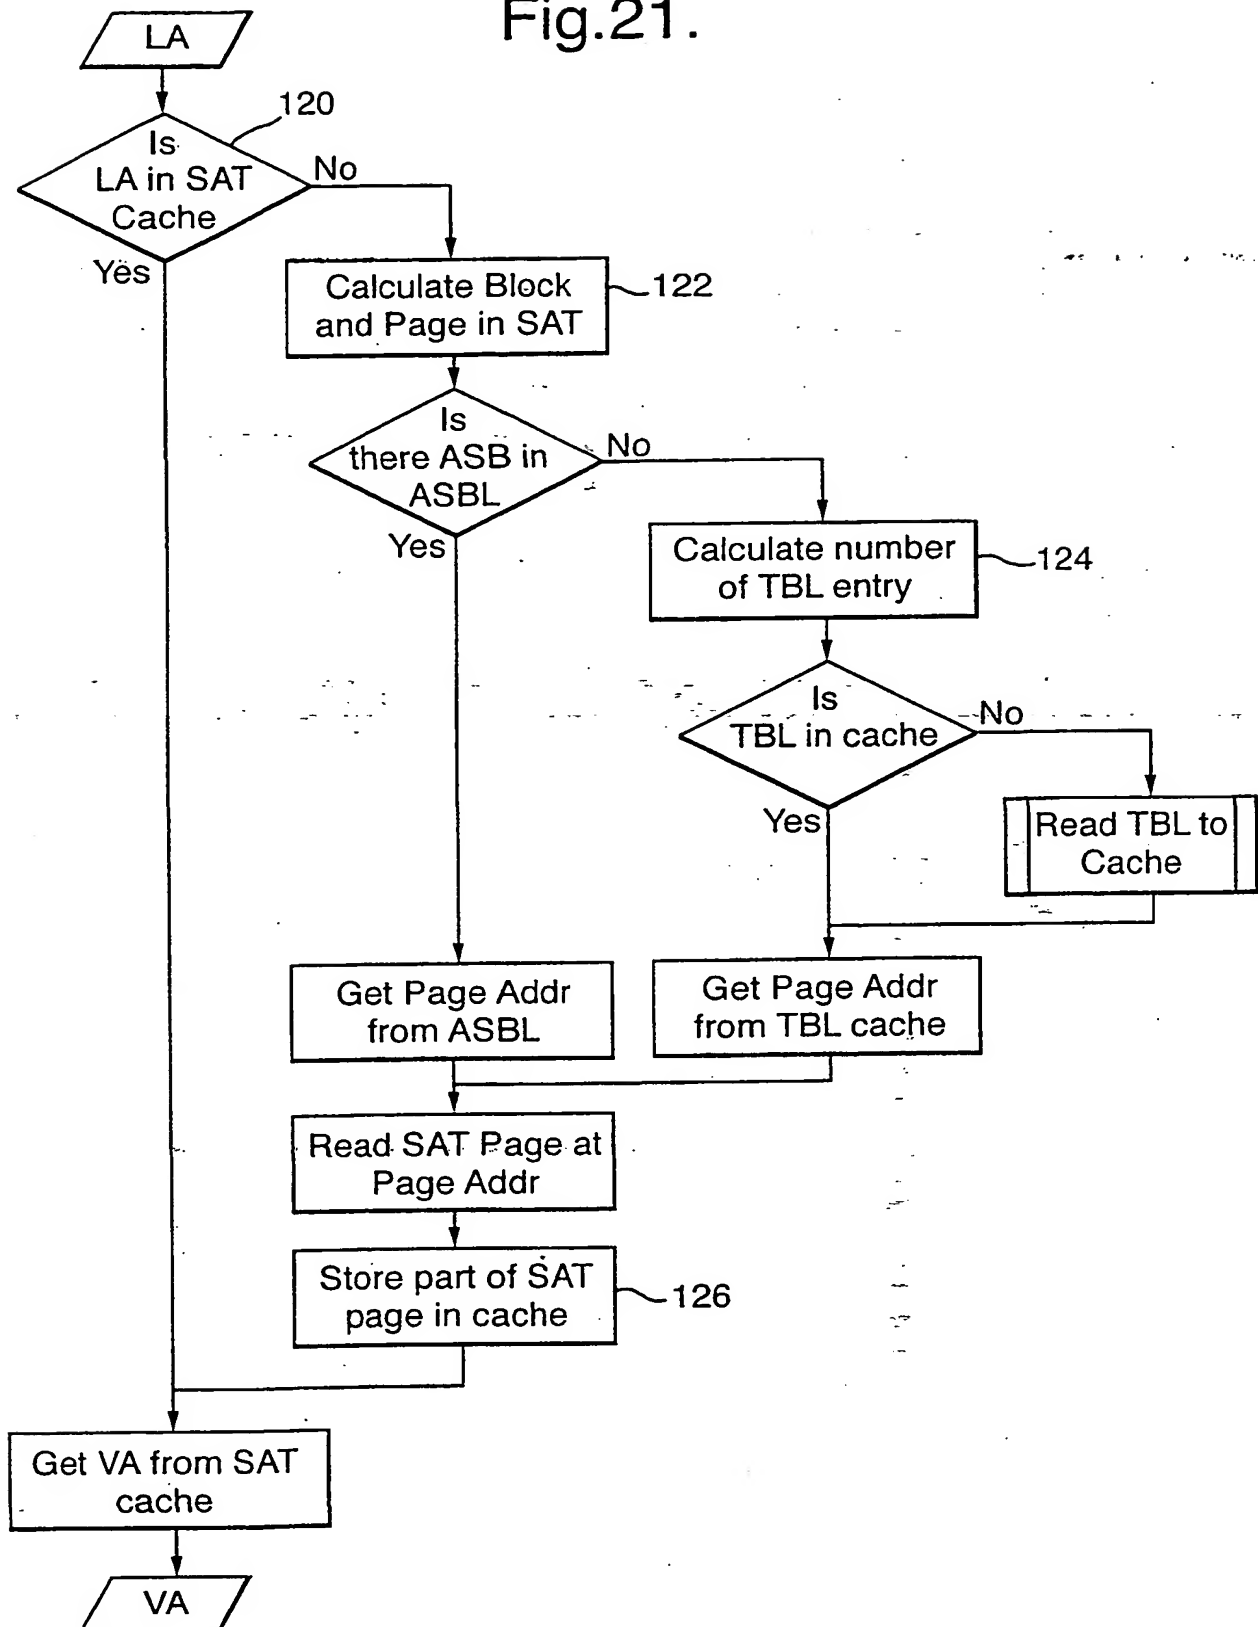 Fig.21.
LA
120
Is
LA in SAT
Cache
No
Yes
Calculate Block
and Page in SAT
122
Is
there ASB in
ASBL
No
Yes
Calculate number
of TBL entry
124
Is
TBL in cache
No
Yes
Read TBL to
Cache
Get Page Addr
from ASBL
Get Page Addr
from TBL cache
Read SAT Page at
Page Addr
Store part of SAT
page in cache
126
Get VA from SAT
cache
VA